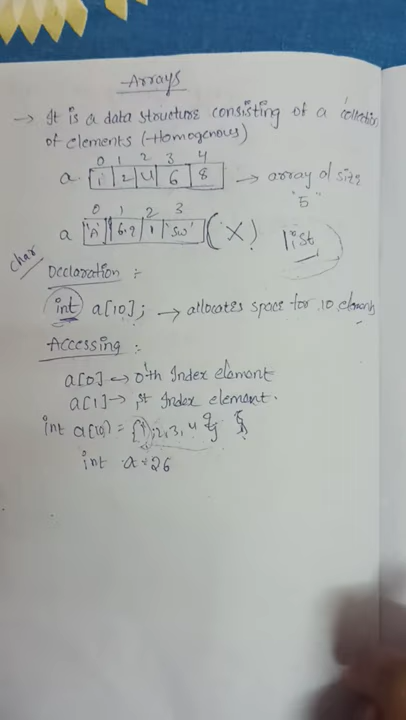 Arrays
→ It is a data structure consisting of a collection
of elements (Homogenous)
0 1 2 3 4
a 1 2 4 6 8 → array of size
"5"
0 1 2 3
a 'A' 6.2 1 'sw' (X) list
char
Declaration :-
int a[10]; → allocates space for 10 elements
Accessing :-
a[0] → 0'th Index element
a[1] → 1st Index element.
int a[10] = {1, 2, 3, 4
int a = 26